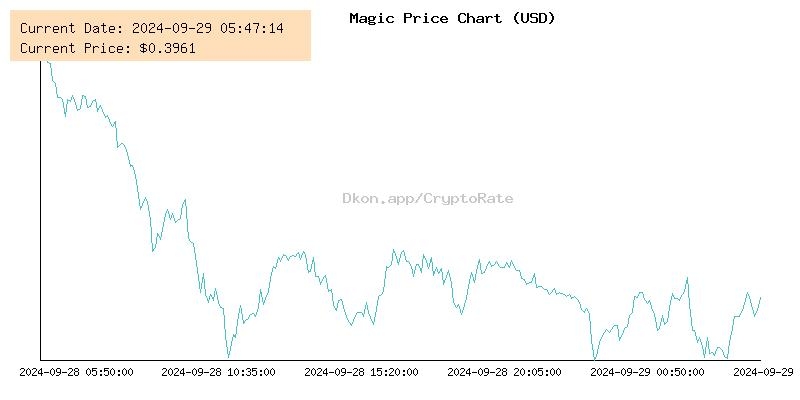 Magic Price Chart (USD)
Current Date: 2024-09-29 05:47:14
Current Price: $0.3961
Dkon.app/CryptoRate
2024-09-28 05:50:00 2024-09-28 10:35:00 2024-09-28 15:20:00 2024-09-28 20:05:00 2024-09-29 00:50:00 2024-09-29